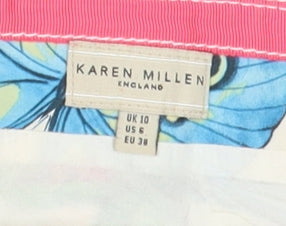 KAREN MILLEN
ENGLAND
UK 10
US 6
EU 38